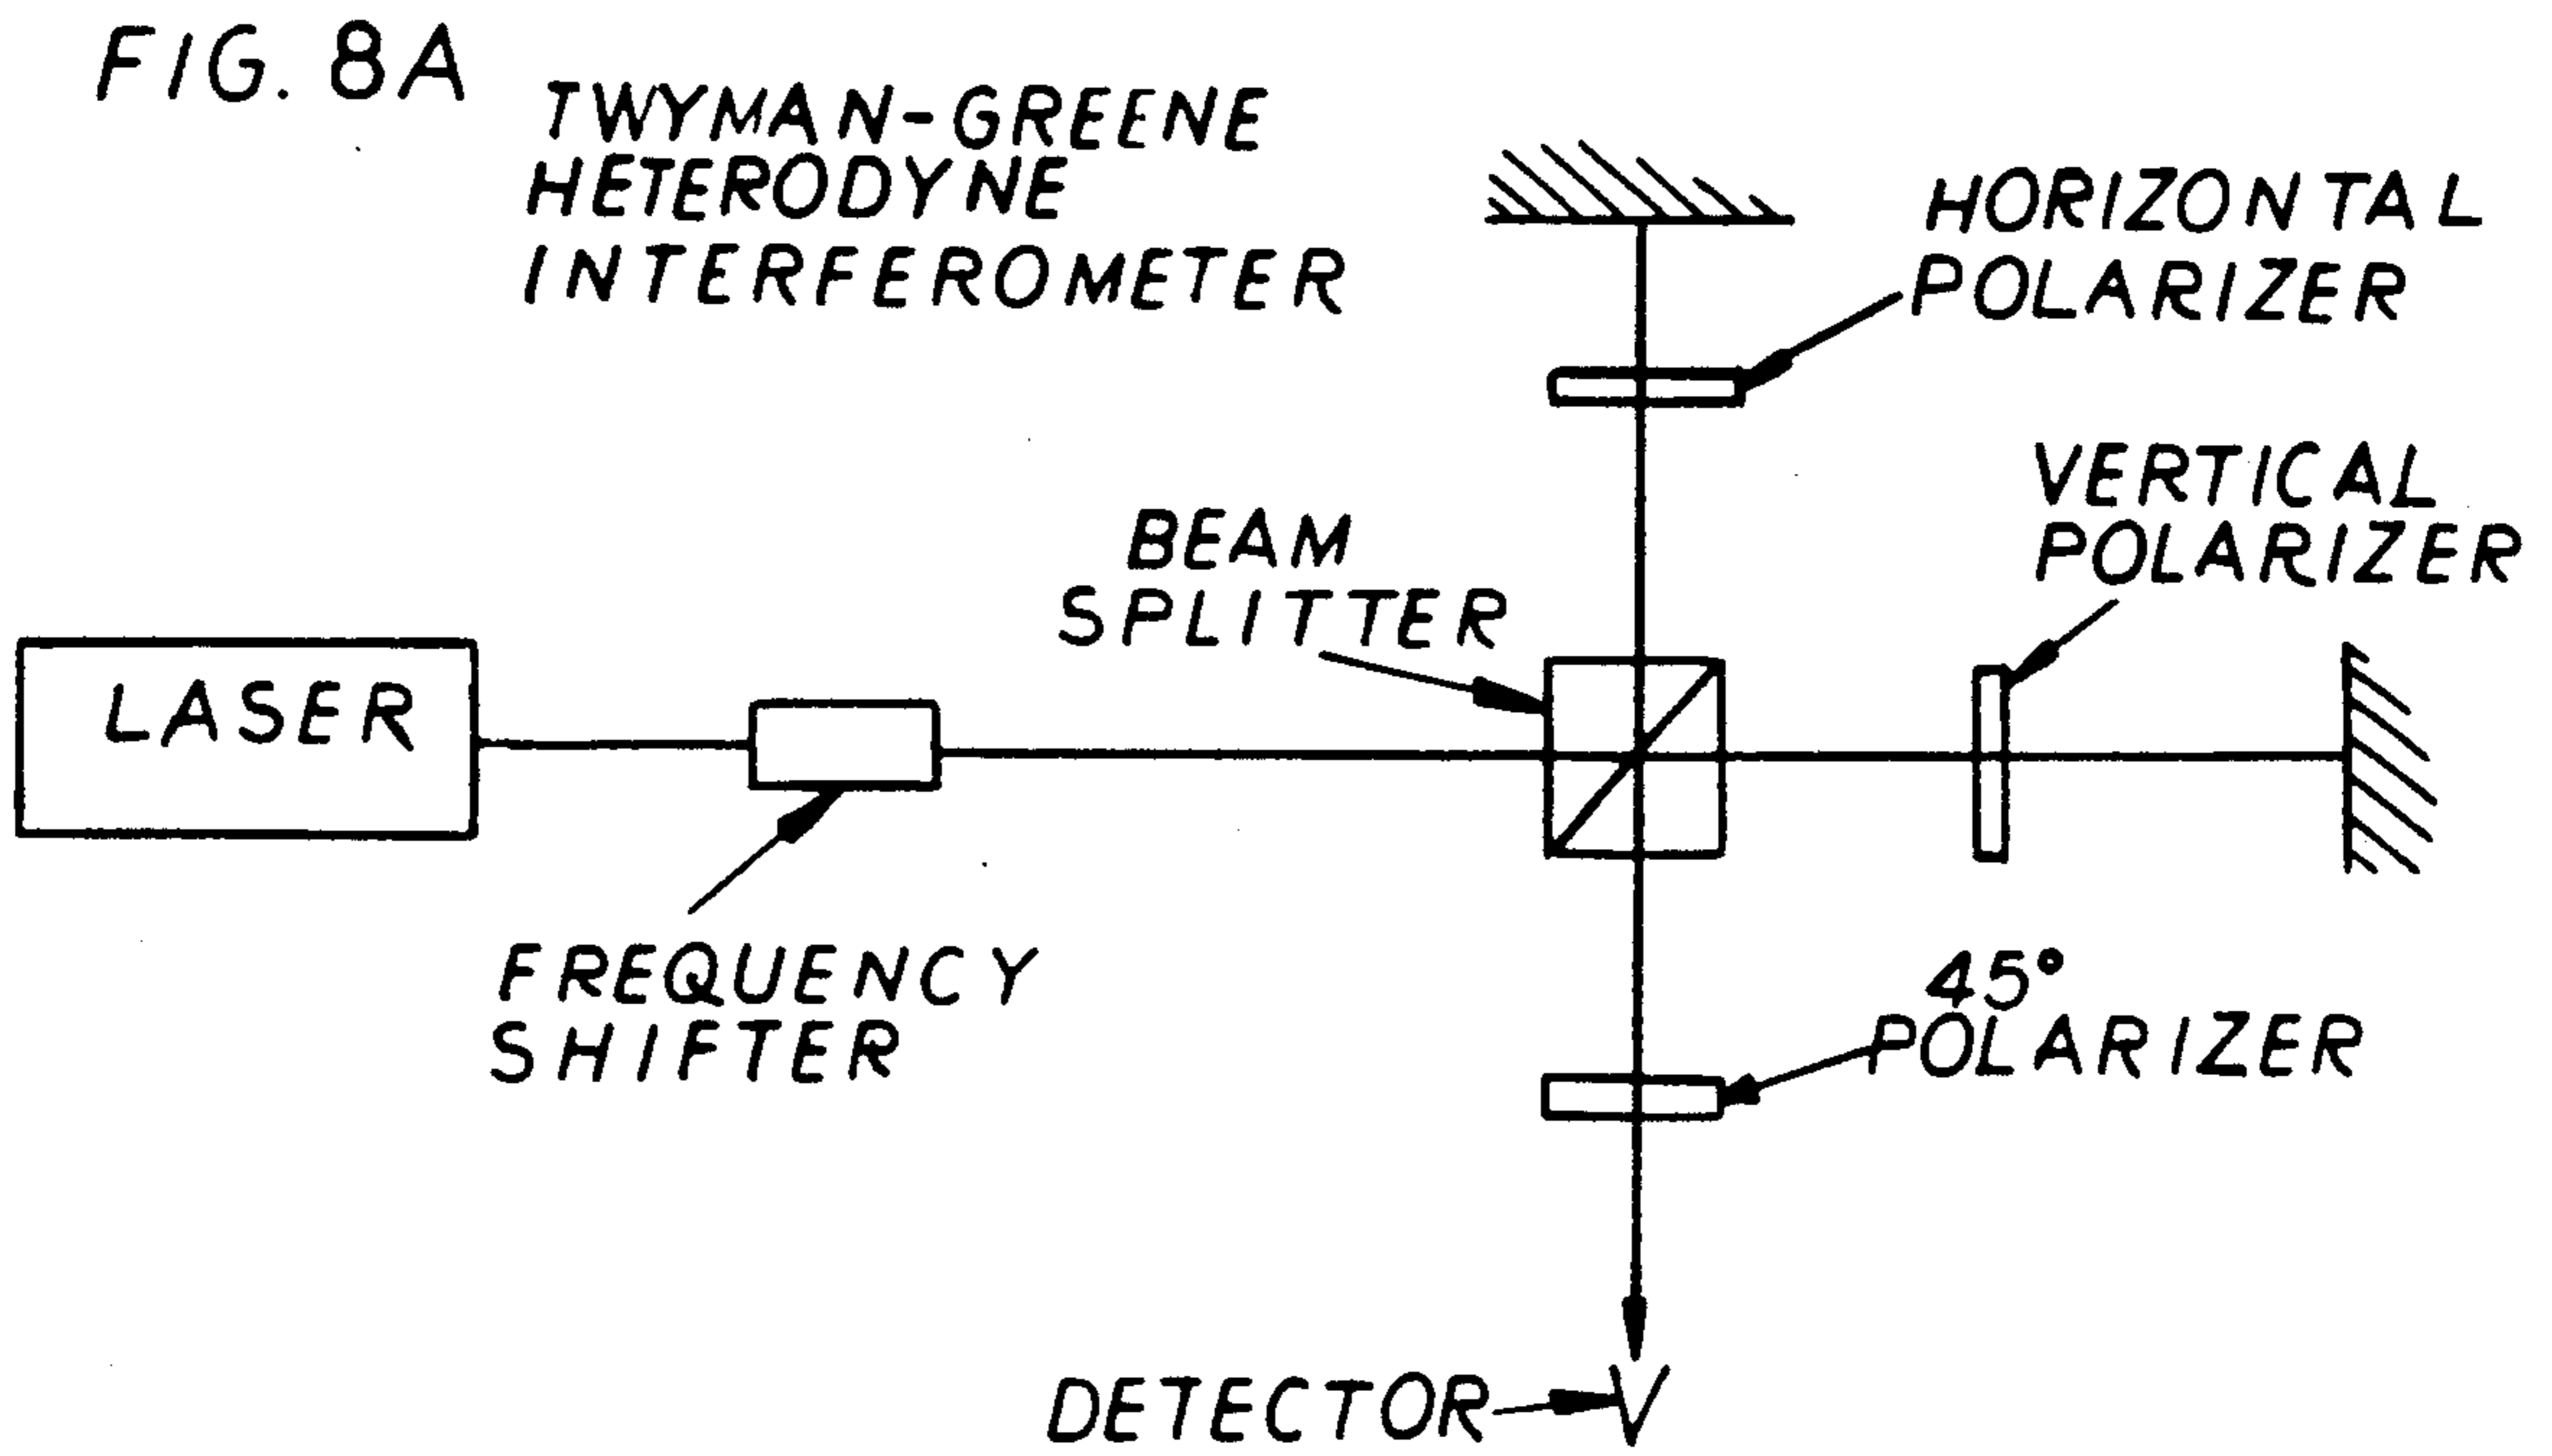 FIG. 8A
TWYMAN-GREENE
HETERODYNE
INTERFEROMETER
HORIZONTAL
POLARIZER
VERTICAL
POLARIZER
BEAM
SPLITTER
LASER
FREQUENCY
SHIFTER
45°
POLARIZER
DETECTOR